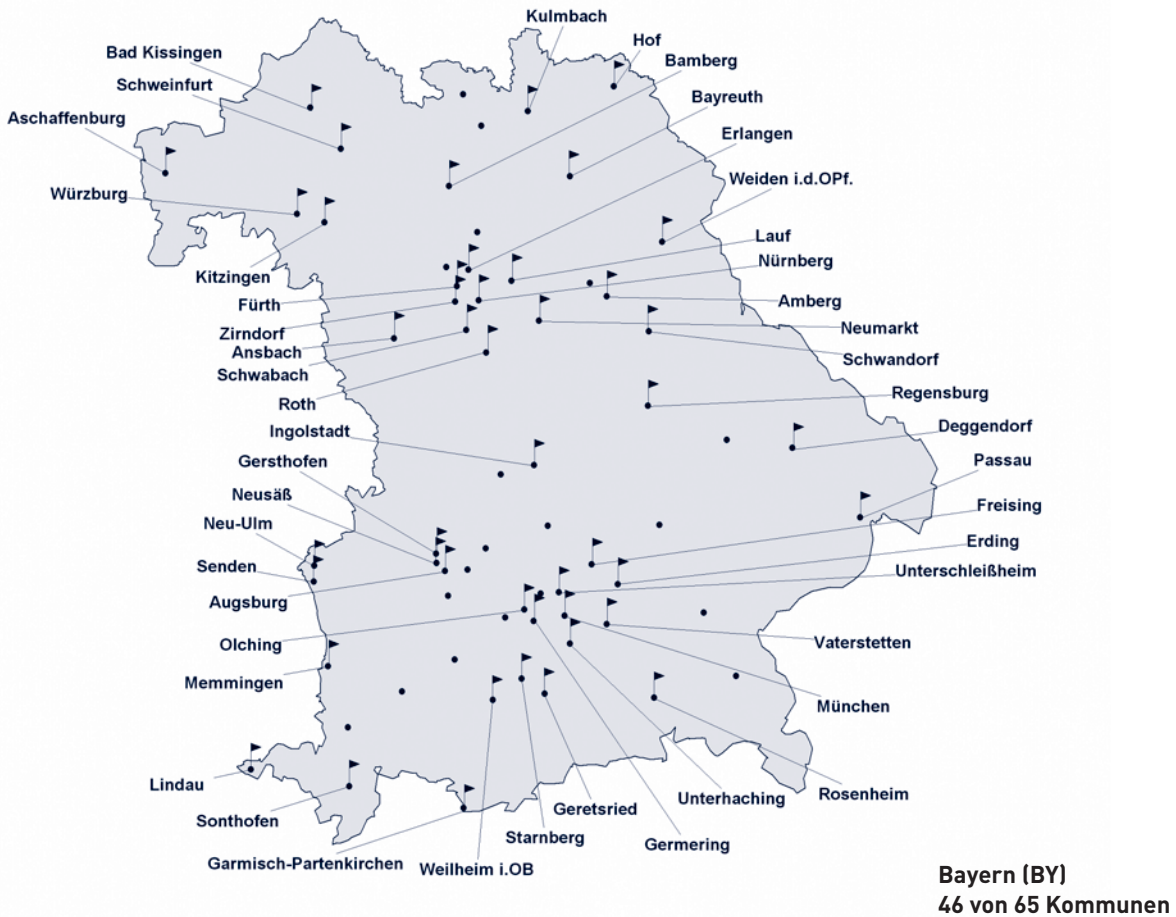 Kulmbach
Hof
Bad Kissingen
Bamberg
Schweinfurt
Bayreuth
Aschaffenburg
Erlangen
Weiden i.d.OPf.
Würzburg
Lauf
Nürnberg
Kitzingen
Amberg
Fürth
Neumarkt
Zirndorf
Ansbach
Schwandorf
Schwabach
Regensburg
Roth
Deggendorf
Ingolstadt
Passau
Gersthofen
Neusäß
Freising
Neu-Ulm
Erding
Senden
Unterschleißheim
Augsburg
Olching
Vaterstetten
Memmingen
München
Lindau
Rosenheim
Unterhaching
Geretsried
Sonthofen
Starnberg
Germering
Garmisch-Partenkirchen
Weilheim i.OB
Bayern (BY)
46 von 65 Kommunen